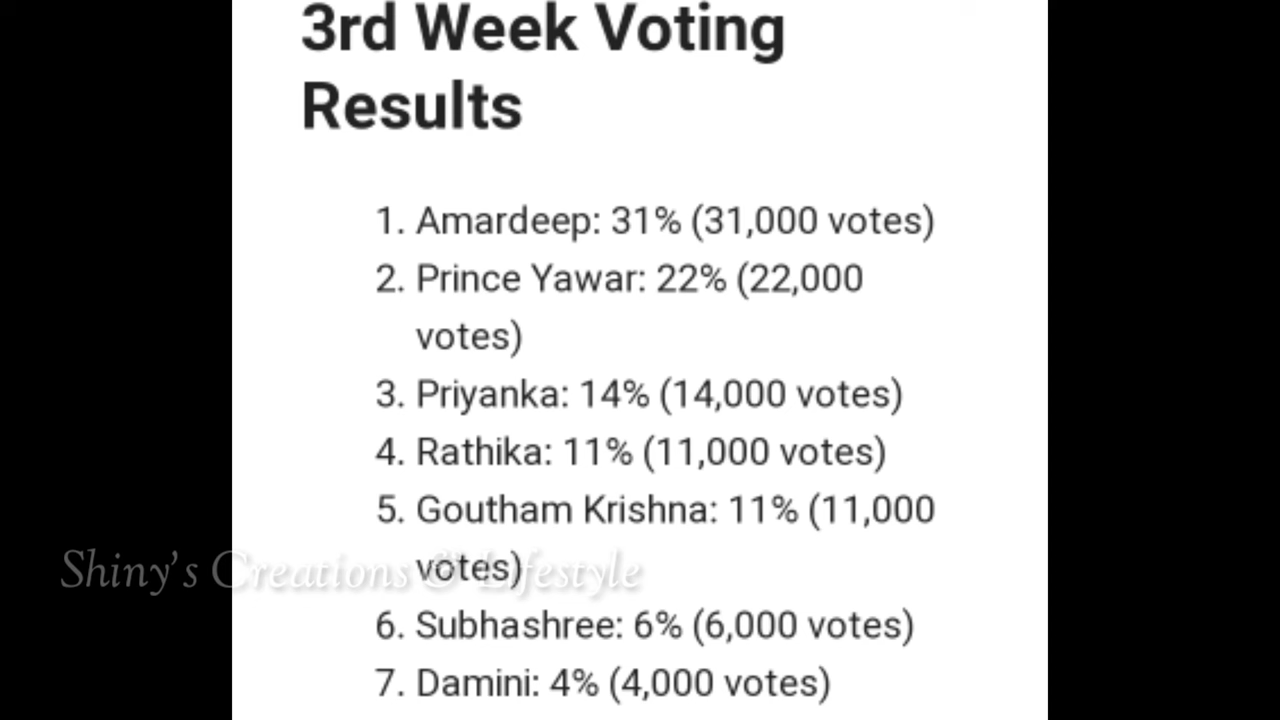 3rd Week Voting
Results
1. Amardeep: 31% (31,000 votes)
2. Prince Yawar: 22% (22,000
votes)
3. Priyanka: 14% (14,000 votes)
4. Rathika: 11% (11,000 votes)
5. Goutham Krishna: 11% (11,000
votes)
Shiny's Creations & Lifestyle
6. Subhashree: 6% (6,000 votes)
7. Damini: 4% (4,000 votes)